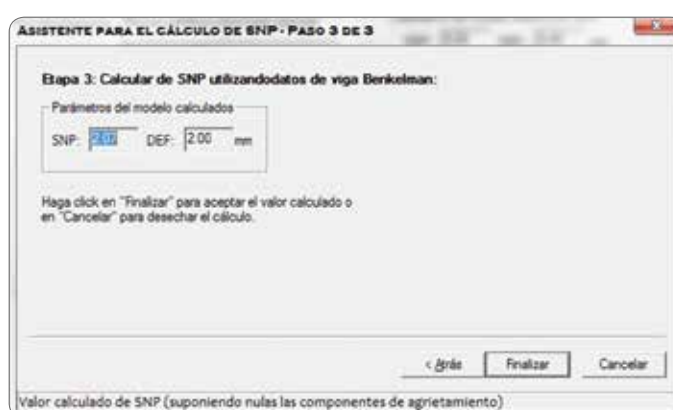 ASISTENTE PARA EL CÁLCULO DE SNP - PASO 3 DE 3
Etapa 3: Calcular de SNP utilizandodatos de viga Benkelman:
Parámetros del modelo calculados
SNP: 2.07 DEF: 2.00 mm
Haga click en "Finalizar" para aceptar el valor calculado o
en "Cancelar" para desechar el cálculo.
< Atrás Finalizar Cancelar
Valor calculado de SNP (suponiendo nulas las componentes de agrietamiento)